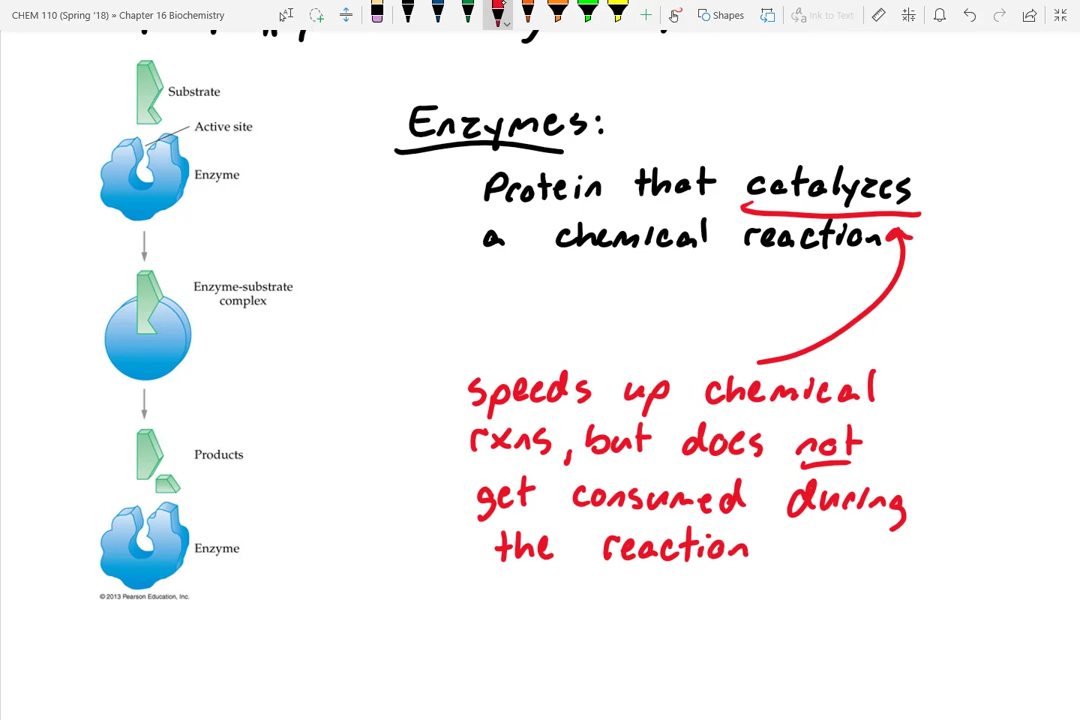 CHEM 110 (Spring '18) » Chapter 16 Biochemistry
Shapes
Ink to Text
Substrate
Active site
Enzyme
Enzyme-substrate
complex
Products
Enzyme
© 2013 Pearson Education, Inc.
Enzymes:
Protein that catalyzes
a chemical reaction
speeds up chemical
rxns, but does not
get consumed during
the reaction